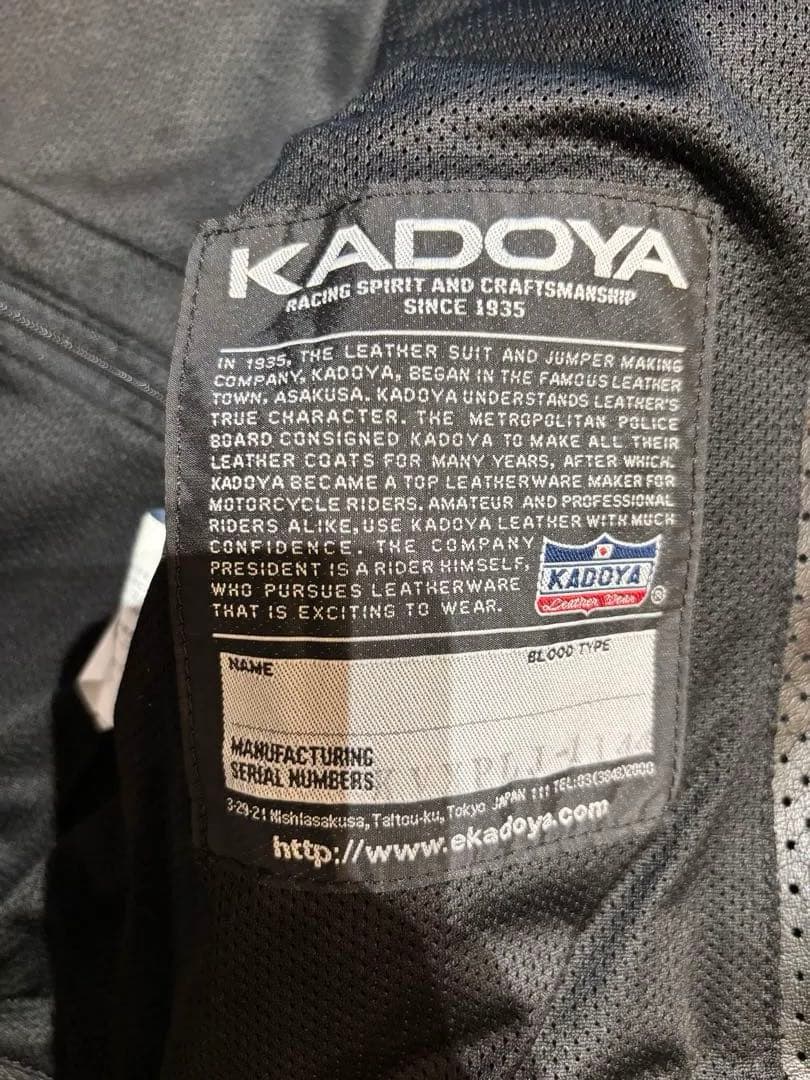 KADOYA
RACING SPIRIT AND CRAFTSMANSHIP
SINCE 1935
IN 1935, THE LEATHER SUIT AND JUMPER MAKING
COMPANY, KADOYA, BEGAN IN THE FAMOUS LEATHER
TOWN, ASAKUSA. KADOYA UNDERSTANDS LEATHER'S
TRUE CHARACTER. THE METROPOLITAN POLICE
BOARD CONSIGNED KADOYA TO MAKE ALL THEIR
LEATHER COATS FOR MANY YEARS, AFTER WHICH,
KADOYA BECAME A TOP LEATHERWARE MAKER FOR
MOTORCYCLE RIDERS. AMATEUR AND PROFESSIONAL
RIDERS ALIKE, USE KADOYA LEATHER WITH MUCH
CONFIDENCE. THE COMPANY
PRESIDENT IS A RIDER HIMSELF,
WHO PURSUES LEATHERWARE
THAT IS EXCITING TO WEAR.
KADOYA
Leather Wear ®
NAME BLOOD TYPE
MANUFACTURING
SERIAL NUMBERS
3-29-21 Nishiasakusa, Taitou-ku, Tokyo JAPAN 111 TEL:03(3843)2000
http://www.ekadoya.com